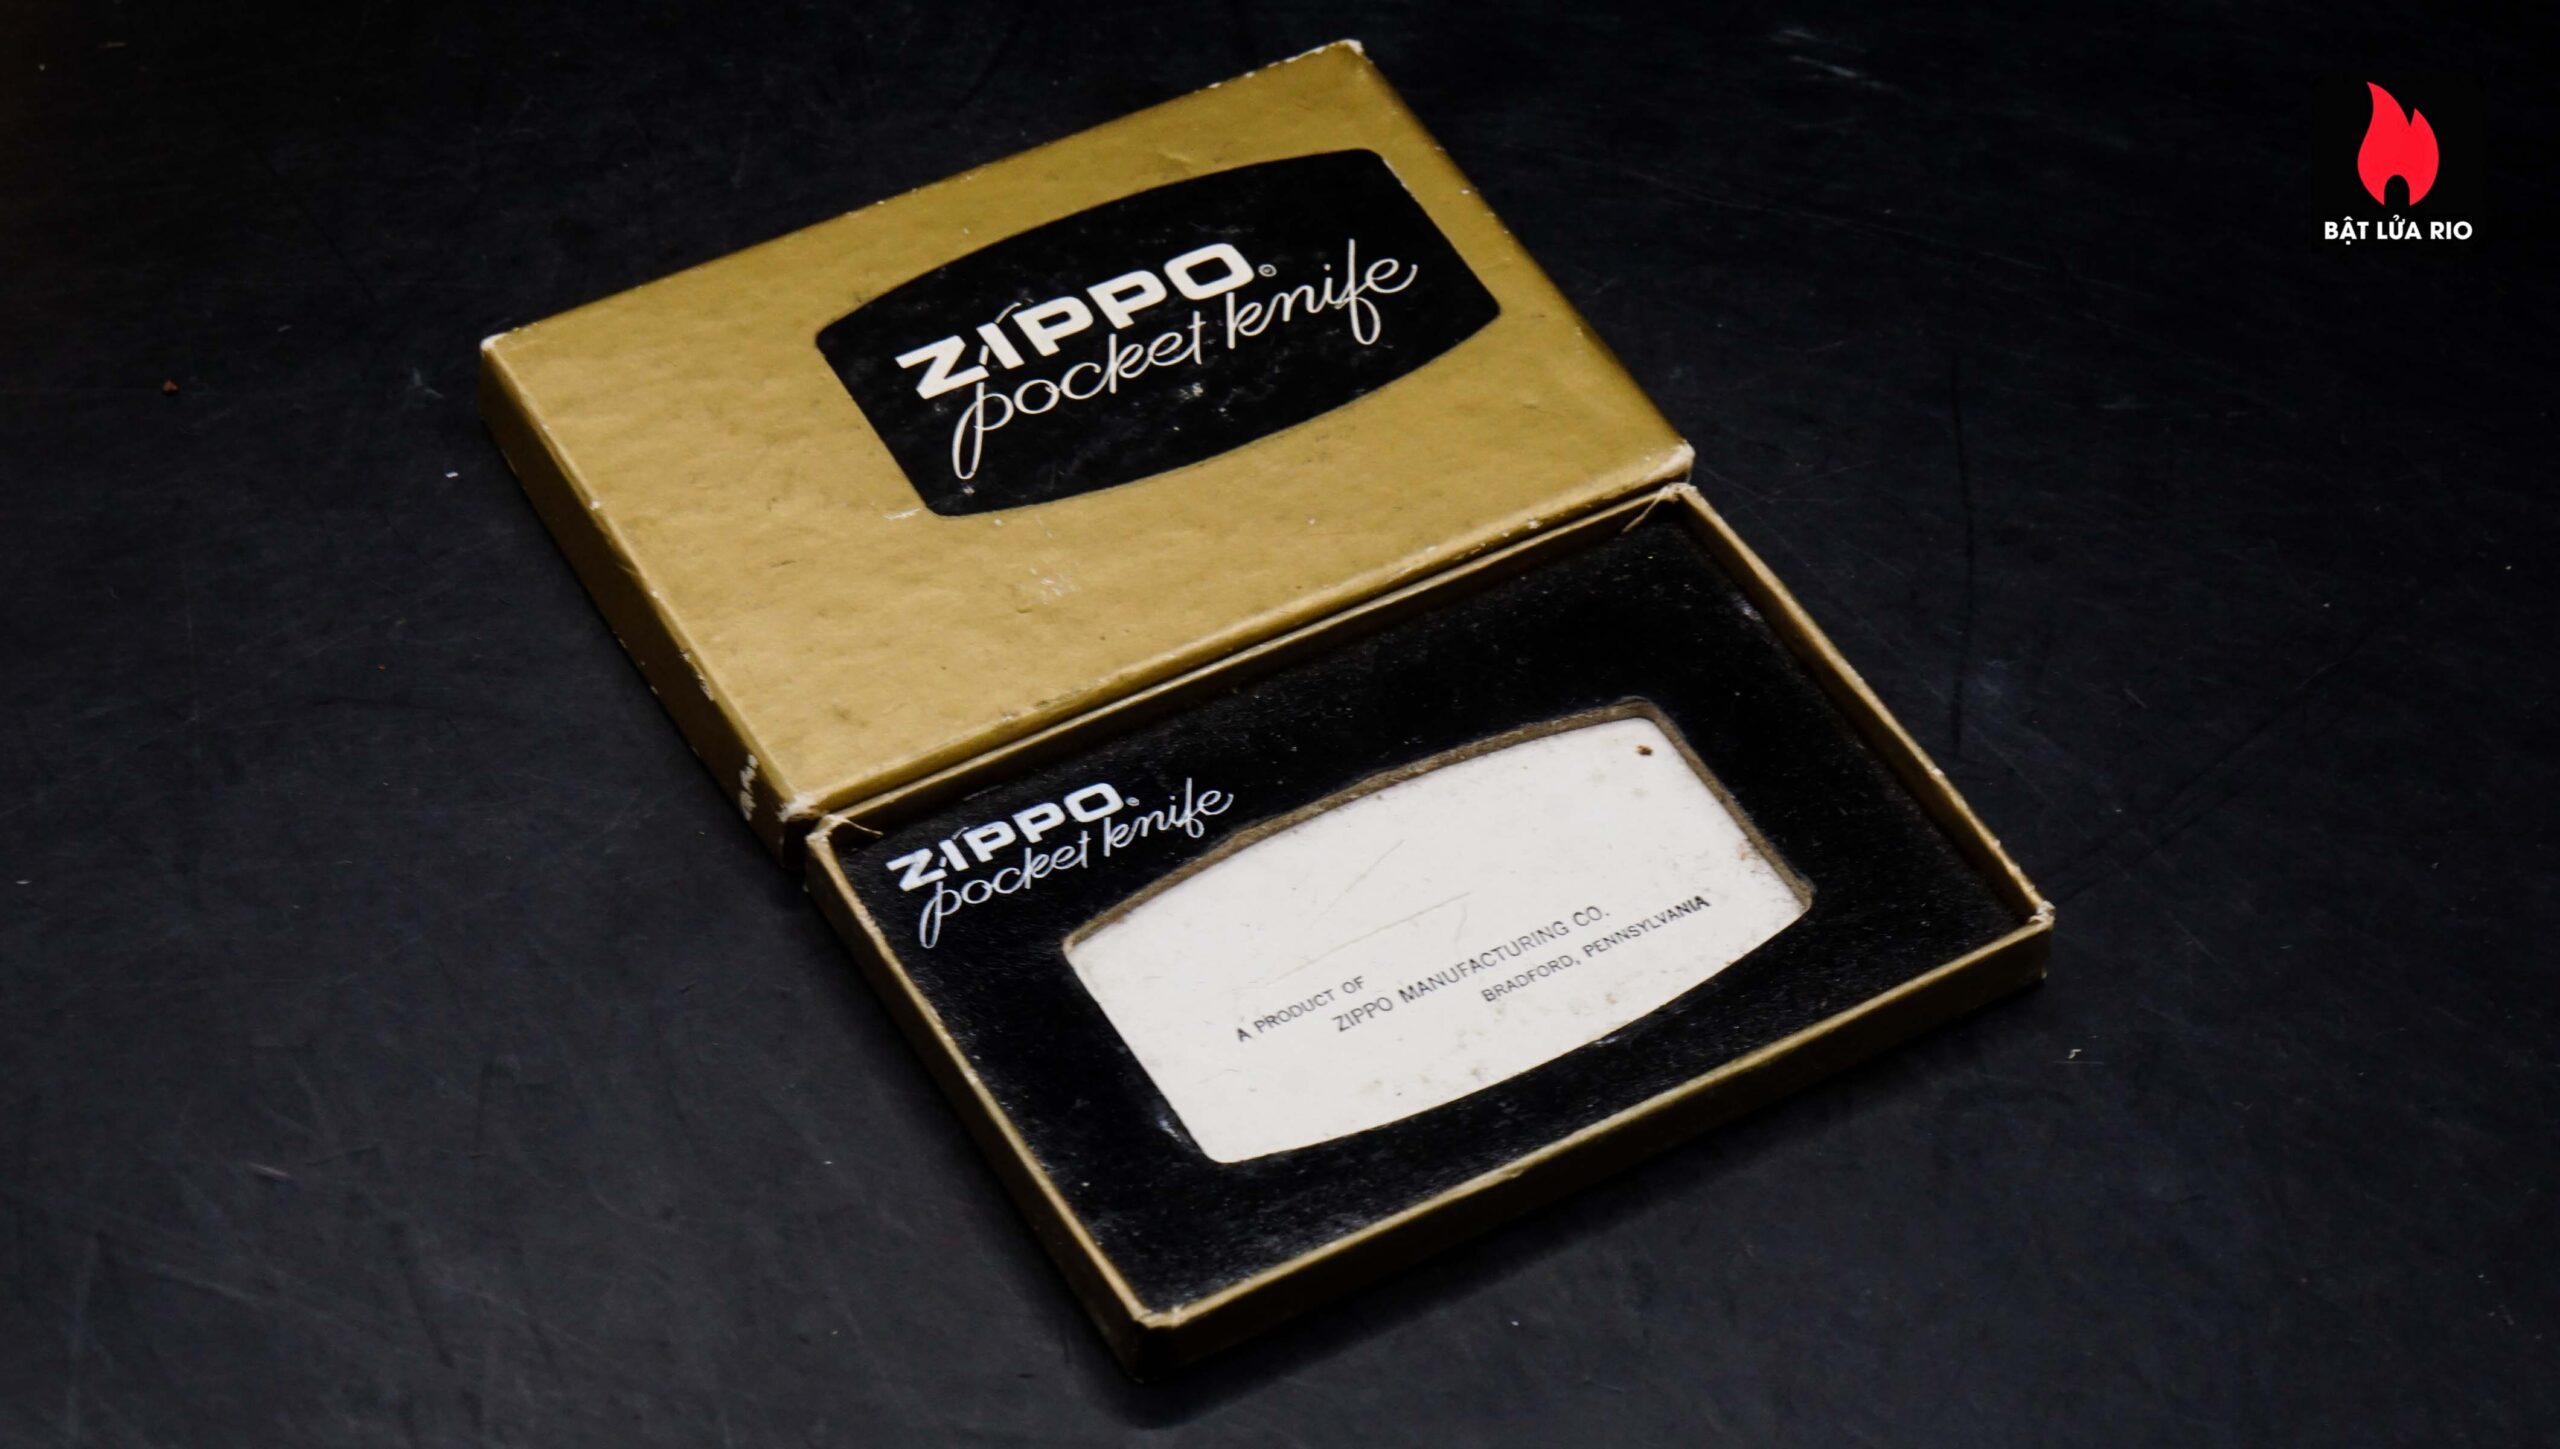 BẬT LỬA RIO
ZIPPO®
pocket knife
ZIPPO®
pocket knife
A PRODUCT OF
ZIPPO MANUFACTURING CO.
BRADFORD, PENNSYLVANIA